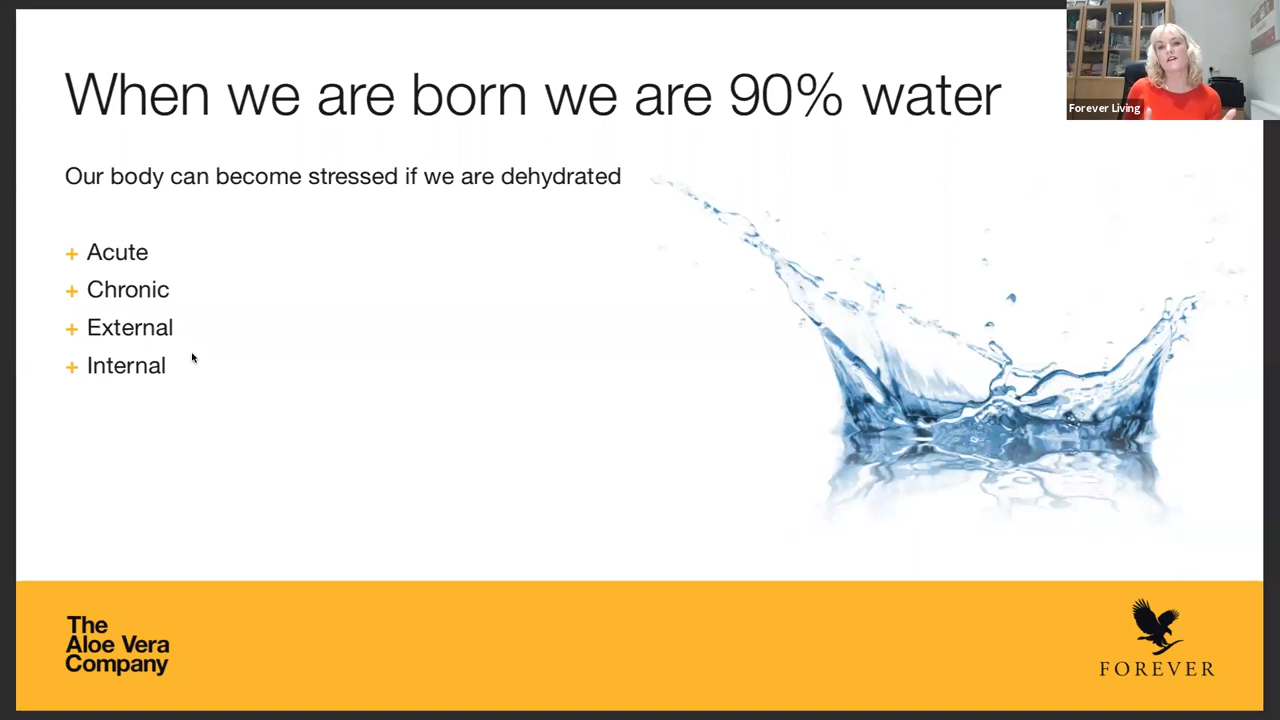 When we are born we are 90% water
Forever Living
Our body can become stressed if we are dehydrated
+ Acute
+ Chronic
+ External
+ Internal
The
Aloe Vera
Company
FOREVER